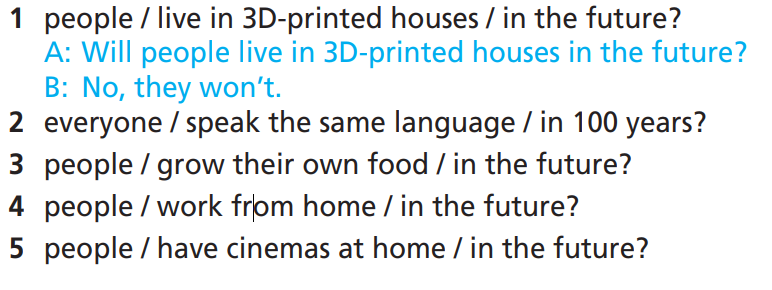 1 people / live in 3D-printed houses / in the future?
A: Will people live in 3D-printed houses in the future?
B: No, they won't.
2 everyone / speak the same language / in 100 years?
3 people / grow their own food / in the future?
4 people / work from home / in the future?
5 people / have cinemas at home / in the future?